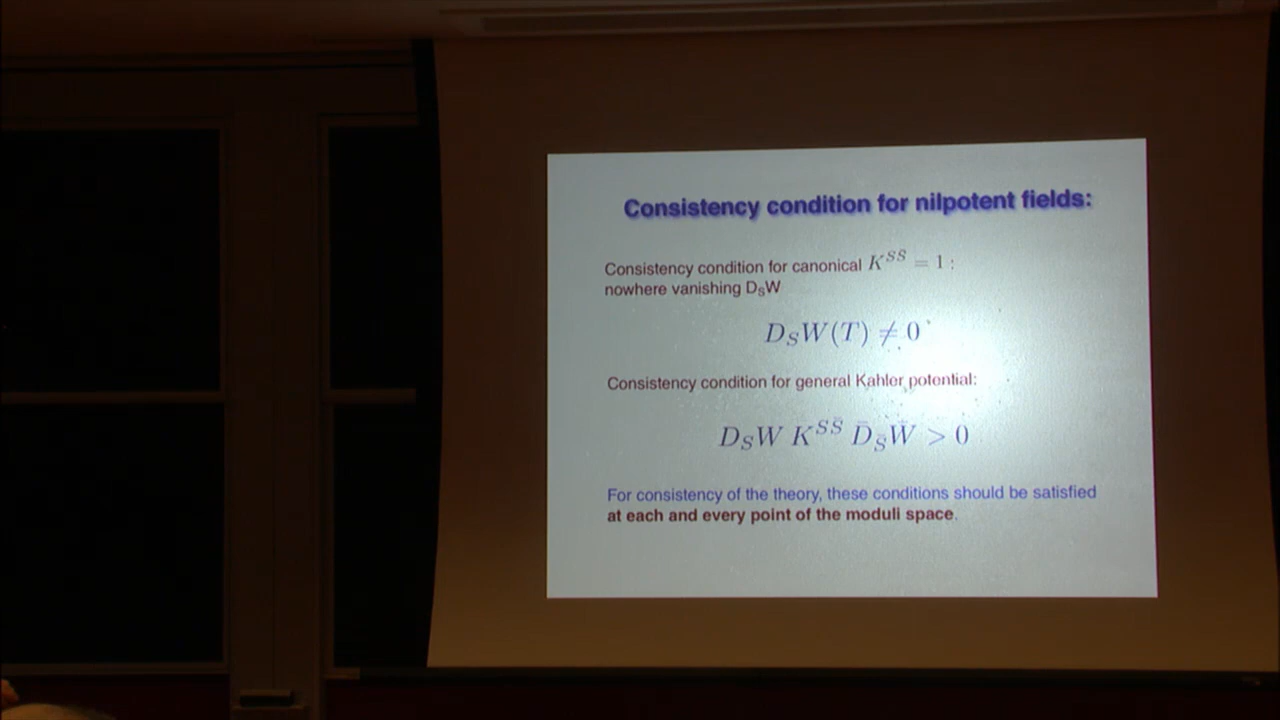 Consistency condition for nilpotent fields:
Consistency condition for canonical K^{SS̄} = 1 :
nowhere vanishing D_SW
D_SW(T) ≠ 0
Consistency condition for general Kahler potential:
D_SW K^{SS̄} D̄_S̄W̄ > 0
For consistency of the theory, these conditions should be satisfied
at each and every point of the moduli space.